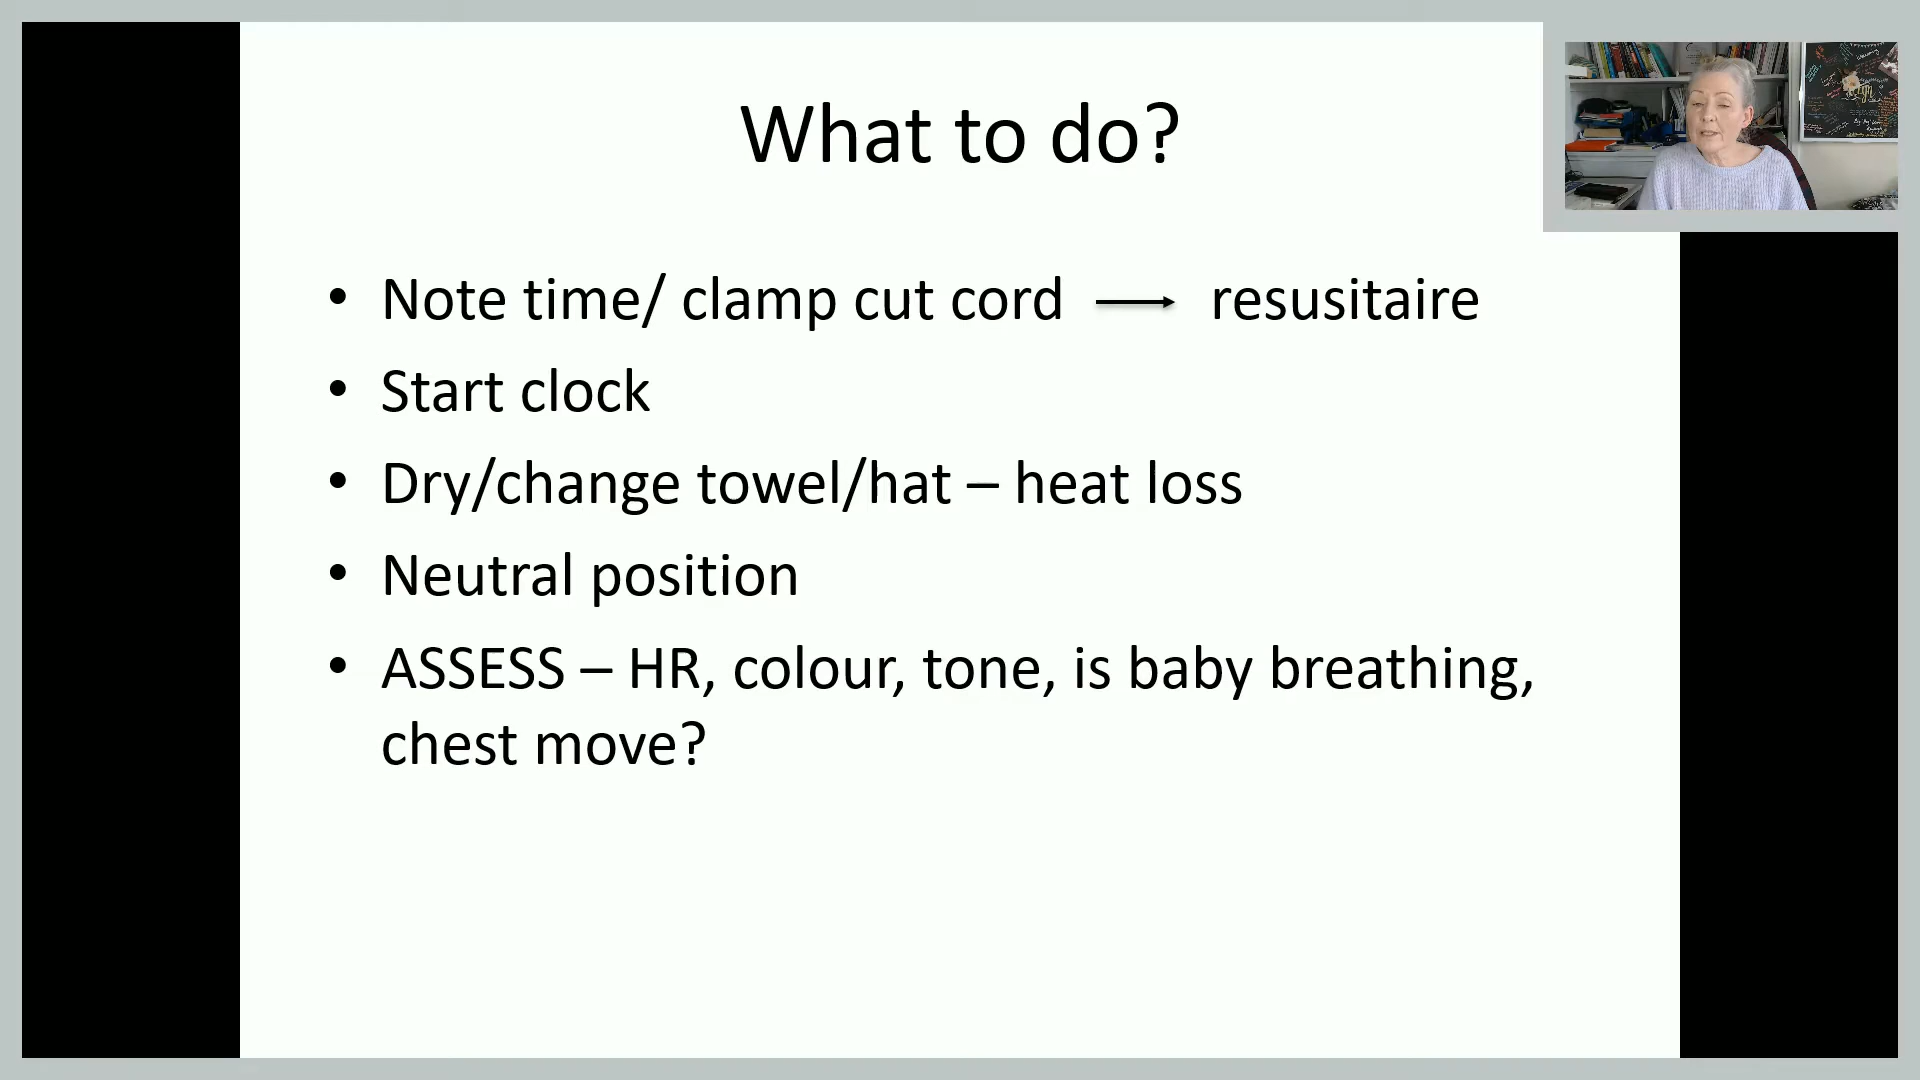 What to do?
• Note time/ clamp cut cord ⟶ resusitaire
• Start clock
• Dry/change towel/hat – heat loss
• Neutral position
• ASSESS – HR, colour, tone, is baby breathing,
chest move?